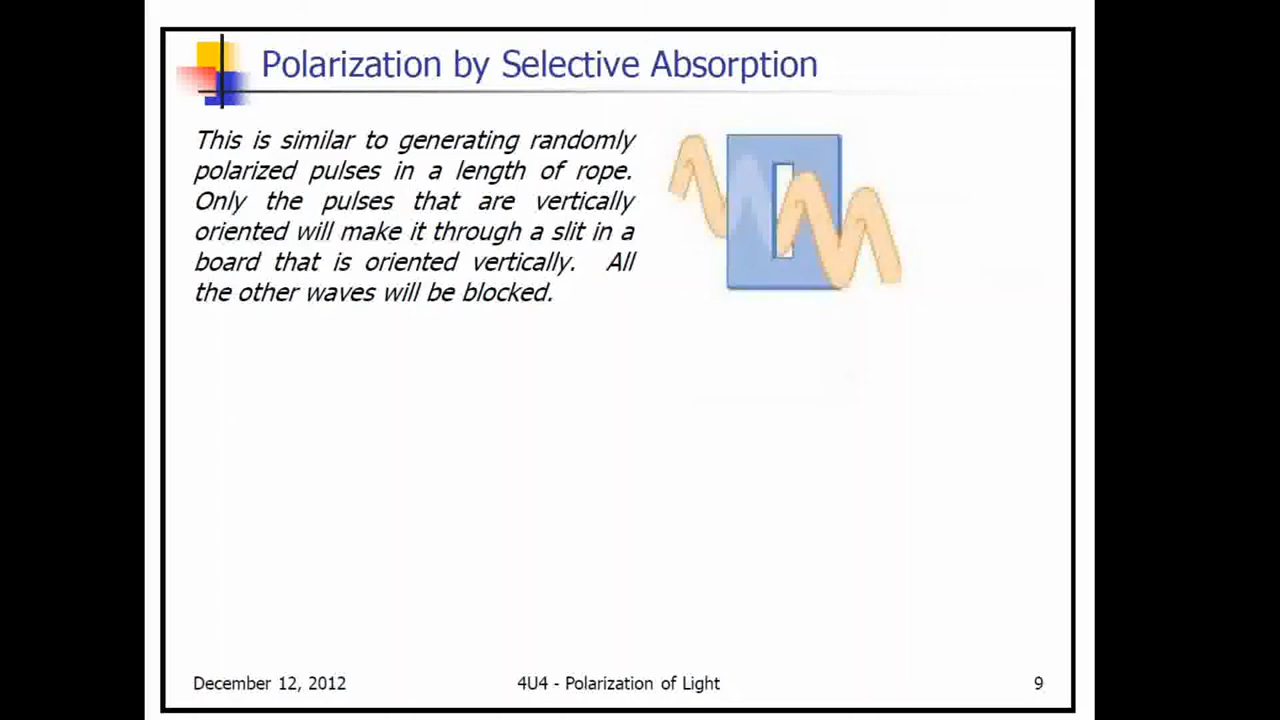 Polarization by Selective Absorption
This is similar to generating randomly
polarized pulses in a length of rope.
Only the pulses that are vertically
oriented will make it through a slit in a
board that is oriented vertically. All
the other waves will be blocked.
December 12, 2012
4U4 - Polarization of Light
9